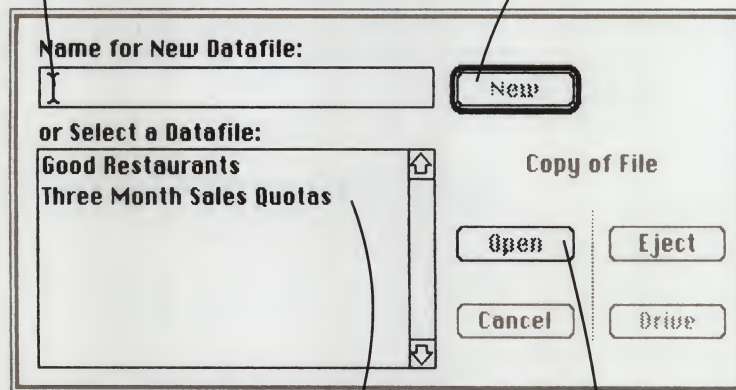 Name for New Datafile:
New
or Select a Datafile:
Good Restaurants
Three Month Sales Quotas
Copy of File
Open
Eject
Cancel
Drive